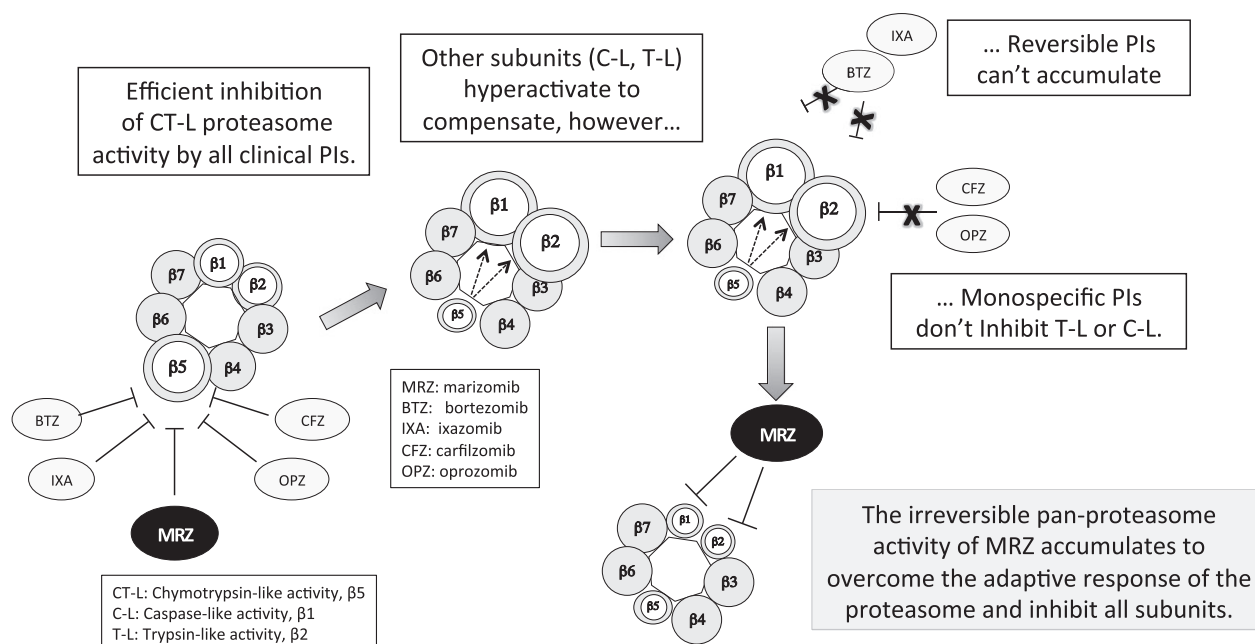 Efficient inhibition
of CT-L proteasome
activity by all clinical PIs.
β1
β2
β3
β4
β5
β6
β7
BTZ
IXA
MRZ
OPZ
CFZ
CT-L: Chymotrypsin-like activity, β5
C-L: Caspase-like activity, β1
T-L: Trypsin-like activity, β2
Other subunits (C-L, T-L)
hyperactivate to
compensate, however...
β1
β2
β3
β4
β5
β6
β7
MRZ: marizomib
BTZ: bortezomib
IXA: ixazomib
CFZ: carfilzomib
OPZ: oprozomib
IXA
BTZ
... Reversible PIs
can't accumulate
β1
β2
β3
β4
β5
β6
β7
CFZ
OPZ
... Monospecific PIs
don't Inhibit T-L or C-L.
MRZ
β1
β2
β3
β4
β5
β6
β7
The irreversible pan-proteasome
activity of MRZ accumulates to
overcome the adaptive response of the
proteasome and inhibit all subunits.